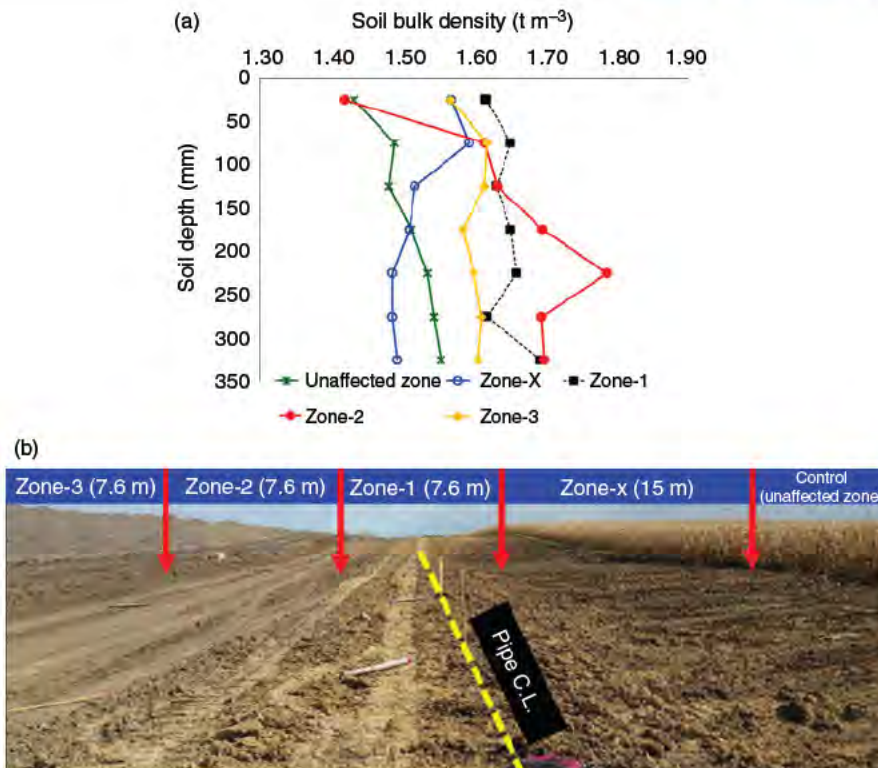 (a)
Soil bulk density (t m⁻³)
1.30 1.40 1.50 1.60 1.70 1.80 1.90
0
50
100
150
200
250
300
350
Soil depth (mm)
Unaffected zone Zone-X Zone-1
Zone-2 Zone-3
(b)
Zone-3 (7.6 m) Zone-2 (7.6 m) Zone-1 (7.6 m) Zone-x (15 m) Control
(unaffected zone
Pipe C.L.